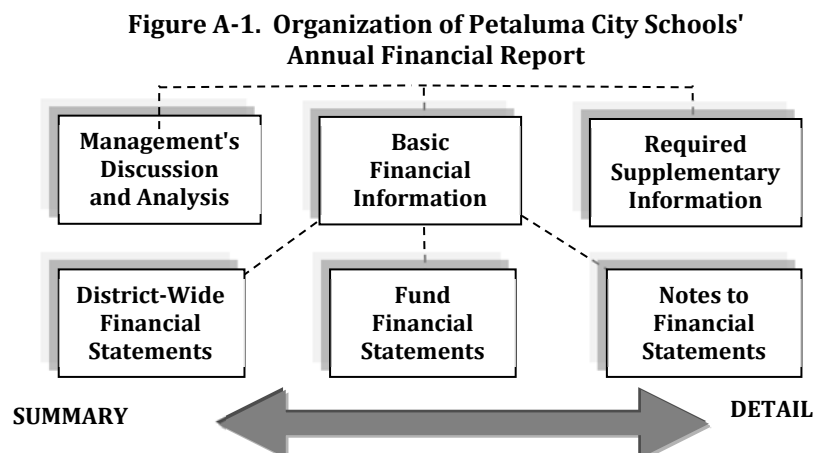 Figure A-1. Organization of Petaluma City Schools'
Annual Financial Report
Management's
Discussion
and Analysis
Basic
Financial
Information
Required
Supplementary
Information
District-Wide
Financial
Statements
Fund
Financial
Statements
Notes to
Financial
Statements
SUMMARY
DETAIL